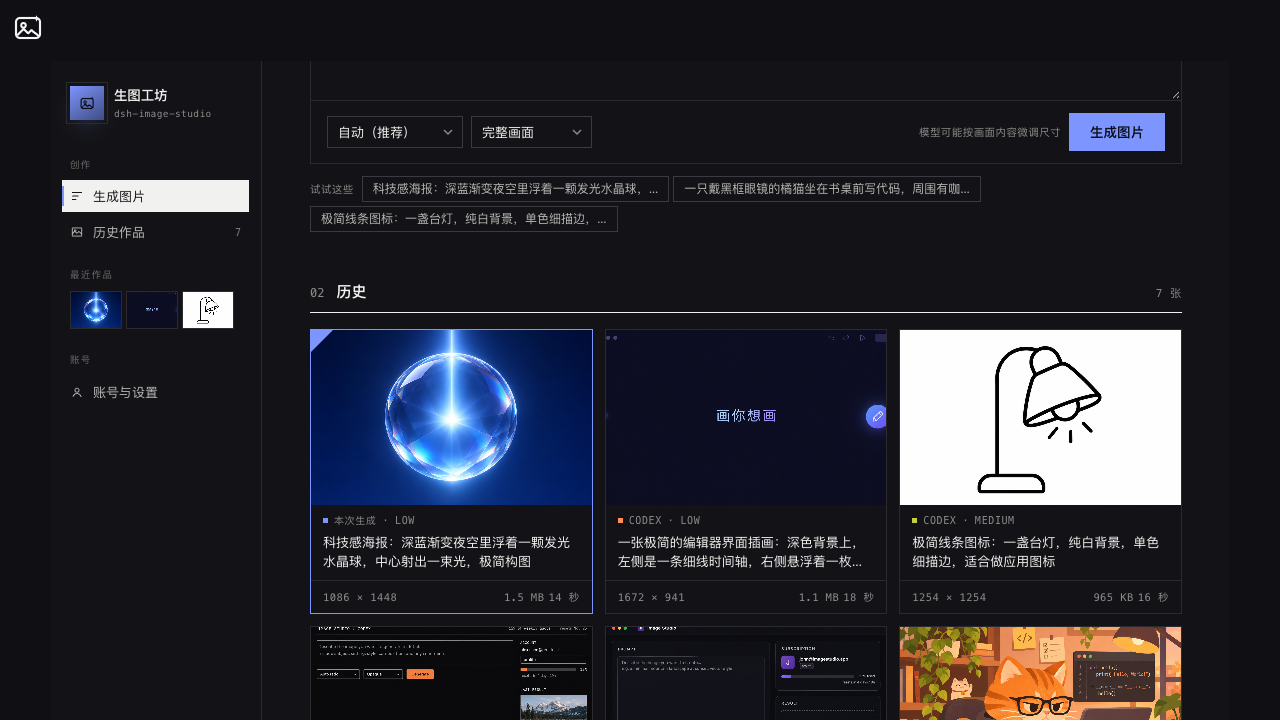 生图工坊
dsh-image-studio
创作
生成图片
历史作品
7
最近作品
账号
账号与设置
自动（推荐）
完整画面
模型可能按画面内容微调尺寸
生成图片
试试这些
科技感海报：深蓝渐变夜空里浮着一颗发光水晶球，...
一只戴黑框眼镜的橘猫坐在书桌前写代码，周围有咖...
极简线条图标：一盏台灯，纯白背景，单色细描边，...
02 历史
7 张
画你想画
本次生成 · LOW
科技感海报：深蓝渐变夜空里浮着一颗发光
水晶球，中心射出一束光，极简构图
1086 × 1448
1.5 MB 14 秒
CODEX · LOW
一张极简的编辑器界面插画：深色背景上，
左侧是一条细线时间轴，右侧悬浮着一枚...
1672 × 941
1.1 MB 18 秒
CODEX · MEDIUM
极简线条图标：一盏台灯，纯白背景，单色
细描边，适合做应用图标
1254 × 1254
965 KB 16 秒